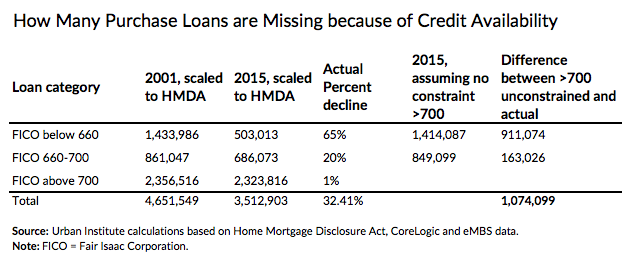 How Many Purchase Loans are Missing because of Credit Availability
Loan category 2001, scaled to HMDA 2015, scaled to HMDA Actual Percent decline 2015, assuming no constraint >700 Difference between >700 unconstrained and actual
FICO below 660 1,433,986 503,013 65% 1,414,087 911,074
FICO 660-700 861,047 686,073 20% 849,099 163,026
FICO above 700 2,356,516 2,323,816 1%
Total 4,651,549 3,512,903 32.41% 1,074,099
Source: Urban Institute calculations based on Home Mortgage Disclosure Act, CoreLogic and eMBS data.
Note: FICO = Fair Isaac Corporation.